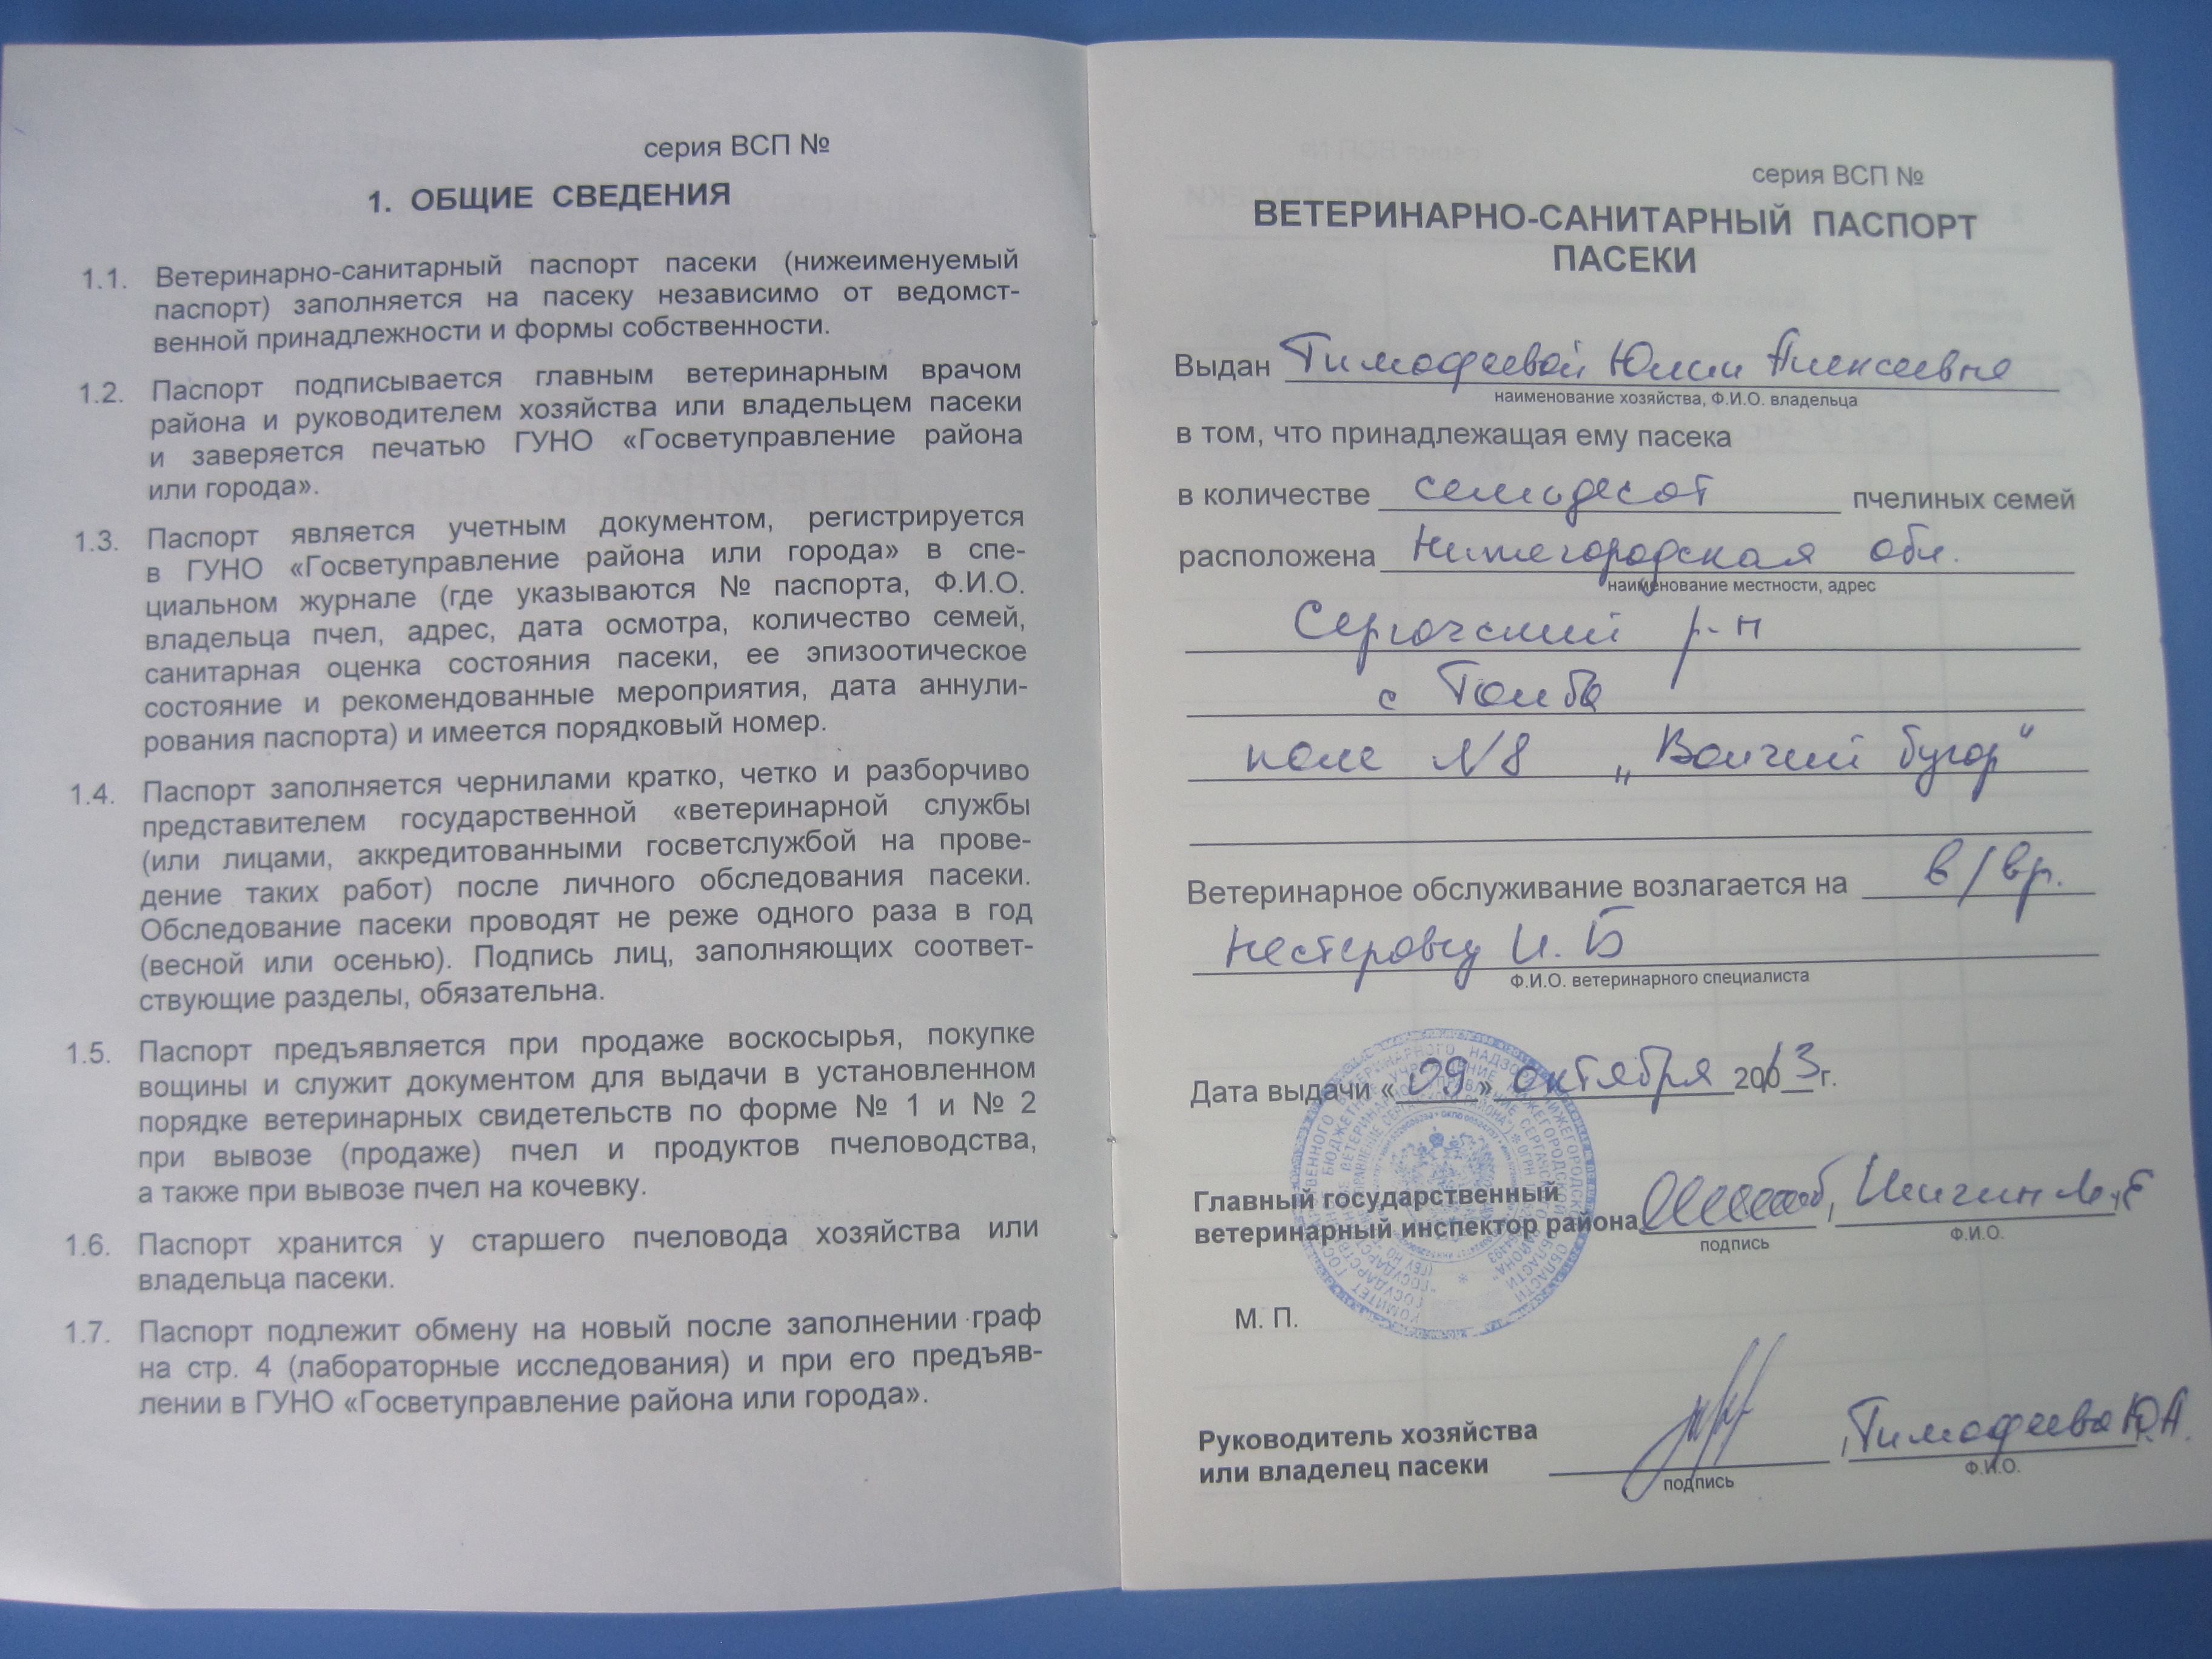 серия ВСП №
1. ОБЩИЕ СВЕДЕНИЯ
1.1. Ветеринарно-санитарный паспорт пасеки (нижеименуемый
паспорт) заполняется на пасеку независимо от ведомст-
венной принадлежности и формы собственности.
1.2. Паспорт подписывается главным ветеринарным врачом
района и руководителем хозяйства или владельцем пасеки
и заверяется печатью ГУНО «Госветуправление района
или города».
1.3. Паспорт является учетным документом, регистрируется
в ГУНО «Госветуправление района или города» в спе-
циальном журнале (где указываются № паспорта, Ф.И.О.
владельца пчел, адрес, дата осмотра, количество семей,
санитарная оценка состояния пасеки, ее эпизоотическое
состояние и рекомендованные мероприятия, дата аннули-
рования паспорта) и имеется порядковый номер.
1.4. Паспорт заполняется чернилами кратко, четко и разборчиво
представителем государственной «ветеринарной службы
(или лицами, аккредитованными госветслужбой на прове-
дение таких работ) после личного обследования пасеки.
Обследование пасеки проводят не реже одного раза в год
(весной или осенью). Подпись лиц, заполняющих соответ-
ствующие разделы, обязательна.
1.5. Паспорт предъявляется при продаже воскосырья, покупке
вощины и служит документом для выдачи в установленном
порядке ветеринарных свидетельств по форме № 1 и № 2
при вывозе (продаже) пчел и продуктов пчеловодства,
а также при вывозе пчел на кочевку.
1.6. Паспорт хранится у старшего пчеловода хозяйства или
владельца пасеки.
1.7. Паспорт подлежит обмену на новый после заполнении граф
на стр. 4 (лабораторные исследования) и при его предъяв-
лении в ГУНО «Госветуправление района или города».
серия ВСП №
ВЕТЕРИНАРНО-САНИТАРНЫЙ ПАСПОРТ
ПАСЕКИ
Выдан Тимофеевой Юлии Алексеевне
наименование хозяйства, Ф.И.О. владельца
в том, что принадлежащая ему пасека
в количестве семьдесят пчелиных семей
расположена Нижегородская обл.
наименование местности, адрес
Сергачский р-н
с Толба
поле №8 „Волчий бугор"
Ветеринарное обслуживание возлагается на в/вр.
Нестеровку И. Б
Ф.И.О. ветеринарного специалиста
Дата выдачи «09» октября 2013 г.
Главный государственный
ветеринарный инспектор района
подпись Ф.И.О.
М. П.
Руководитель хозяйства
или владелец пасеки Тимофеева Ю.А.
подпись Ф.И.О.